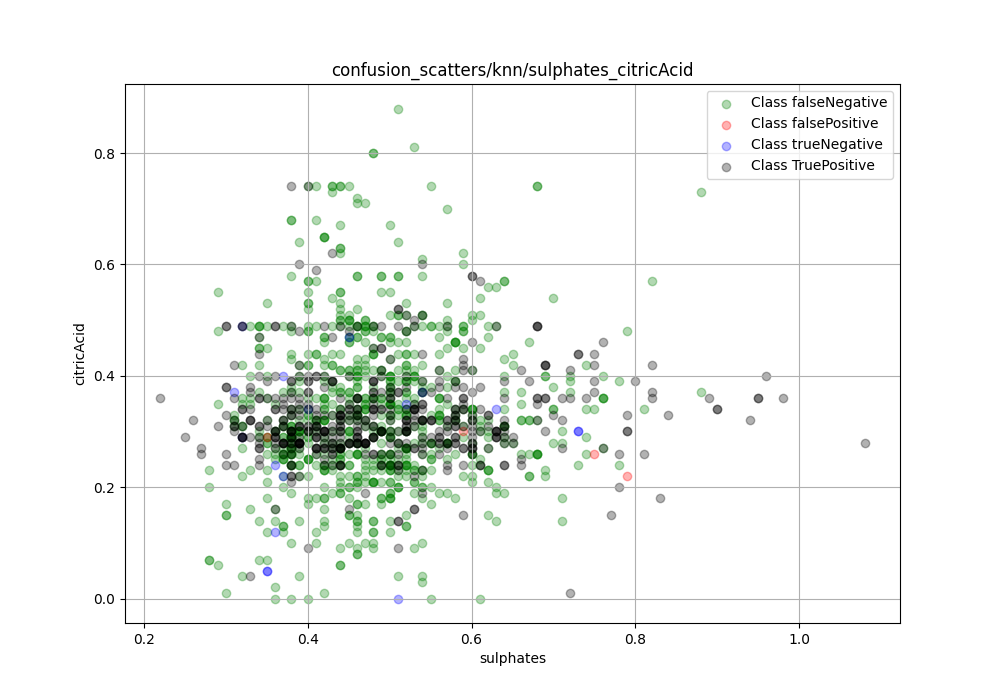 confusion_scatters/knn/sulphates_citricAcid
Class falseNegative
Class falsePositive
Class trueNegative
Class TruePositive
0.8
0.6
0.4
0.2
0.0
citricAcid
0.2
0.4
0.6
0.8
1.0
sulphates